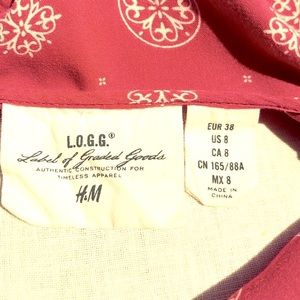 L.O.G.G.®
Label of Graded Goods
AUTHENTIC CONSTRUCTION FOR
TIMELESS APPAREL
H&M
EUR 38
US 8
CA 8
CN 165/88A
MX 8
MADE IN
CHINA